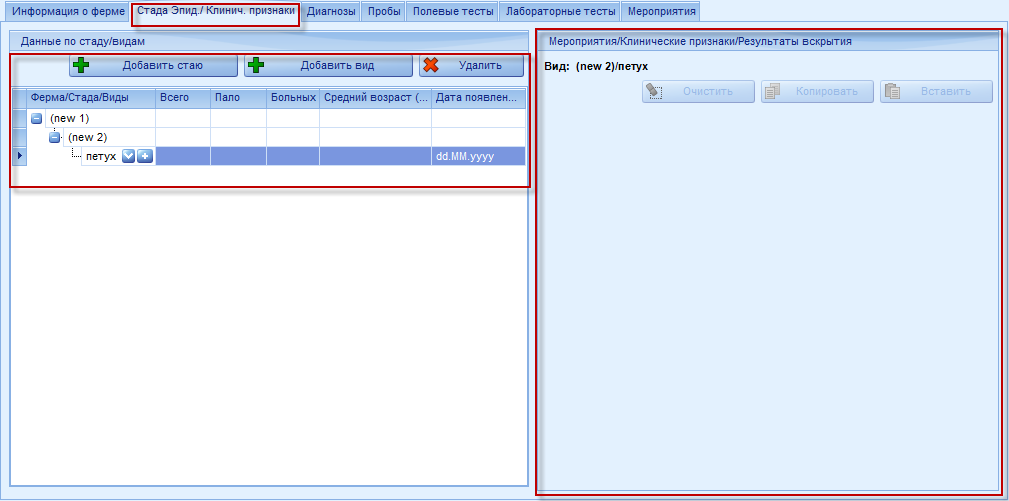 Информация о ферме Стада Эпид./ Клинич. признаки Диагнозы Пробы Полевые тесты Лабораторные тесты Мероприятия
Данные по стаду/видам
Добавить стаю Добавить вид Удалить
Ферма/Стада/Виды Всего Пало Больных Средний возраст (... Дата появлен...
(new 1)
(new 2)
петух dd.MM.yyyy
Мероприятия/Клинические признаки/Результаты вскрытия
Вид: (new 2)/петух
Очистить Копировать Вставить